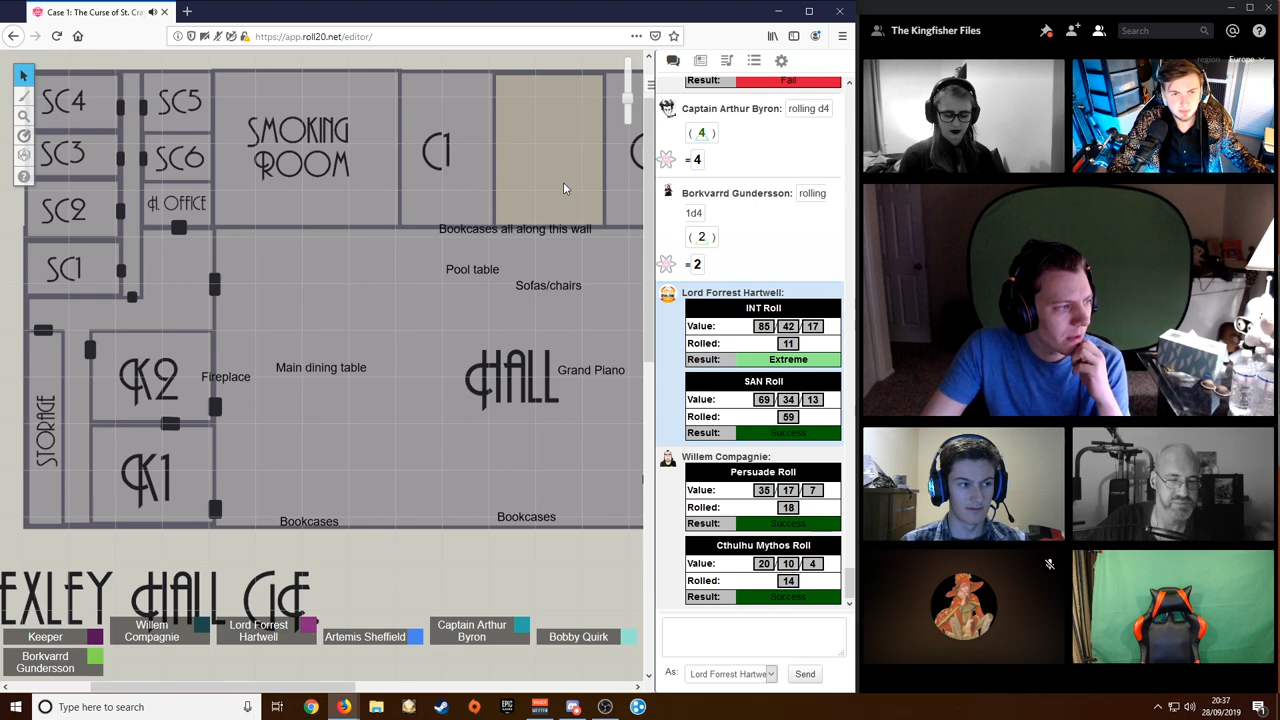 Case 1: The Curse of St. Cra
https://app.roll20.net/editor/
The Kingfisher Files
Search
region
Europe
SC4
SC5
SC3
SC6
SC2
H. OFFICE
SC1
SMOKING
ROOM
C1
Bookcases all along this wall
Pool table
Sofas/chairs
Main dining table
HALL
Grand Piano
K2
Fireplace
STORAGE
K1
Bookcases
Bookcases
EXLEY HALL
Keeper
Willem
Compagnie
Lord Forrest
Hartwell
Artemis Sheffield
Captain Arthur
Byron
Bobby Quirk
Borkvarrd
Gundersson
Result: Fail
Captain Arthur Byron: rolling d4
( 4 )
= 4
Borkvarrd Gundersson: rolling
1d4
( 2 )
= 2
Lord Forrest Hartwell:
INT Roll
Value: 85 42 17
Rolled: 11
Result: Extreme
SAN Roll
Value: 69 34 13
Rolled: 59
Result: Success
Willem Compagnie:
Persuade Roll
Value: 35 17 7
Rolled: 18
Result: Success
Cthulhu Mythos Roll
Value: 20 10 4
Rolled: 14
Result: Success
As: Lord Forrest Hartwe
Send
Type here to search
20:37
28/09/2019